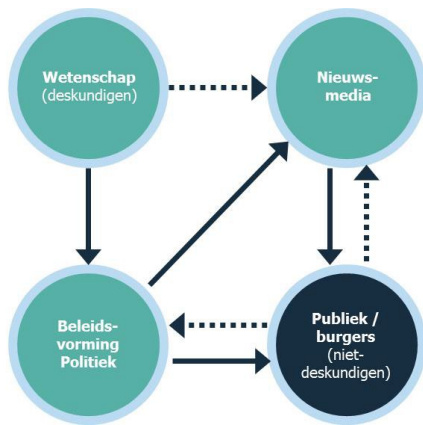 Wetenschap
(deskundigen)
Nieuws-
media
Beleids-
vorming
Politiek
Publiek /
burgers
(niet-
deskundigen)